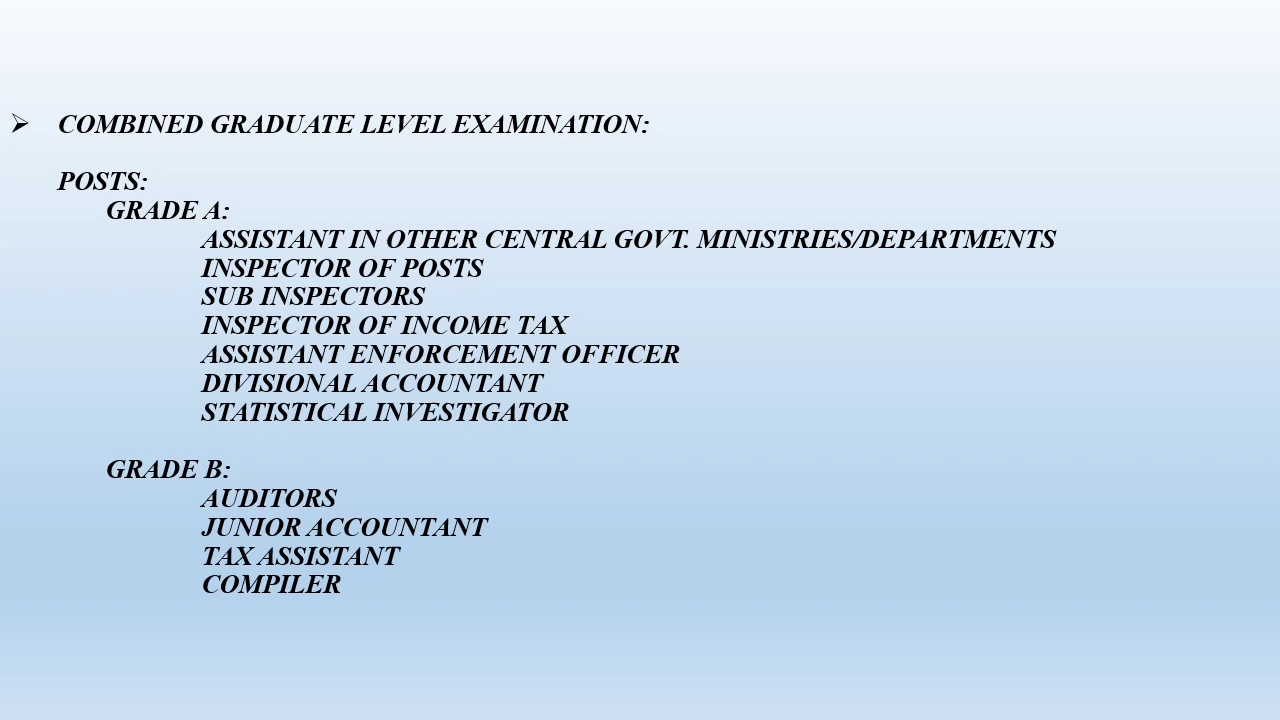 ➢ COMBINED GRADUATE LEVEL EXAMINATION:
POSTS:
GRADE A:
ASSISTANT IN OTHER CENTRAL GOVT. MINISTRIES/DEPARTMENTS
INSPECTOR OF POSTS
SUB INSPECTORS
INSPECTOR OF INCOME TAX
ASSISTANT ENFORCEMENT OFFICER
DIVISIONAL ACCOUNTANT
STATISTICAL INVESTIGATOR
GRADE B:
AUDITORS
JUNIOR ACCOUNTANT
TAX ASSISTANT
COMPILER